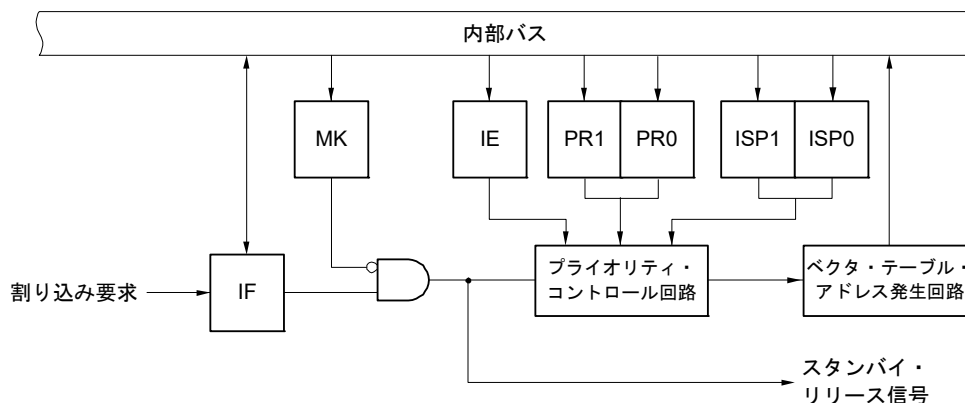 内部バス
MK
IE
PR1
PR0
ISP1
ISP0
割り込み要求
IF
プライオリティ・
コントロール回路
ベクタ・テーブル・
アドレス発生回路
スタンバイ・
リリース信号